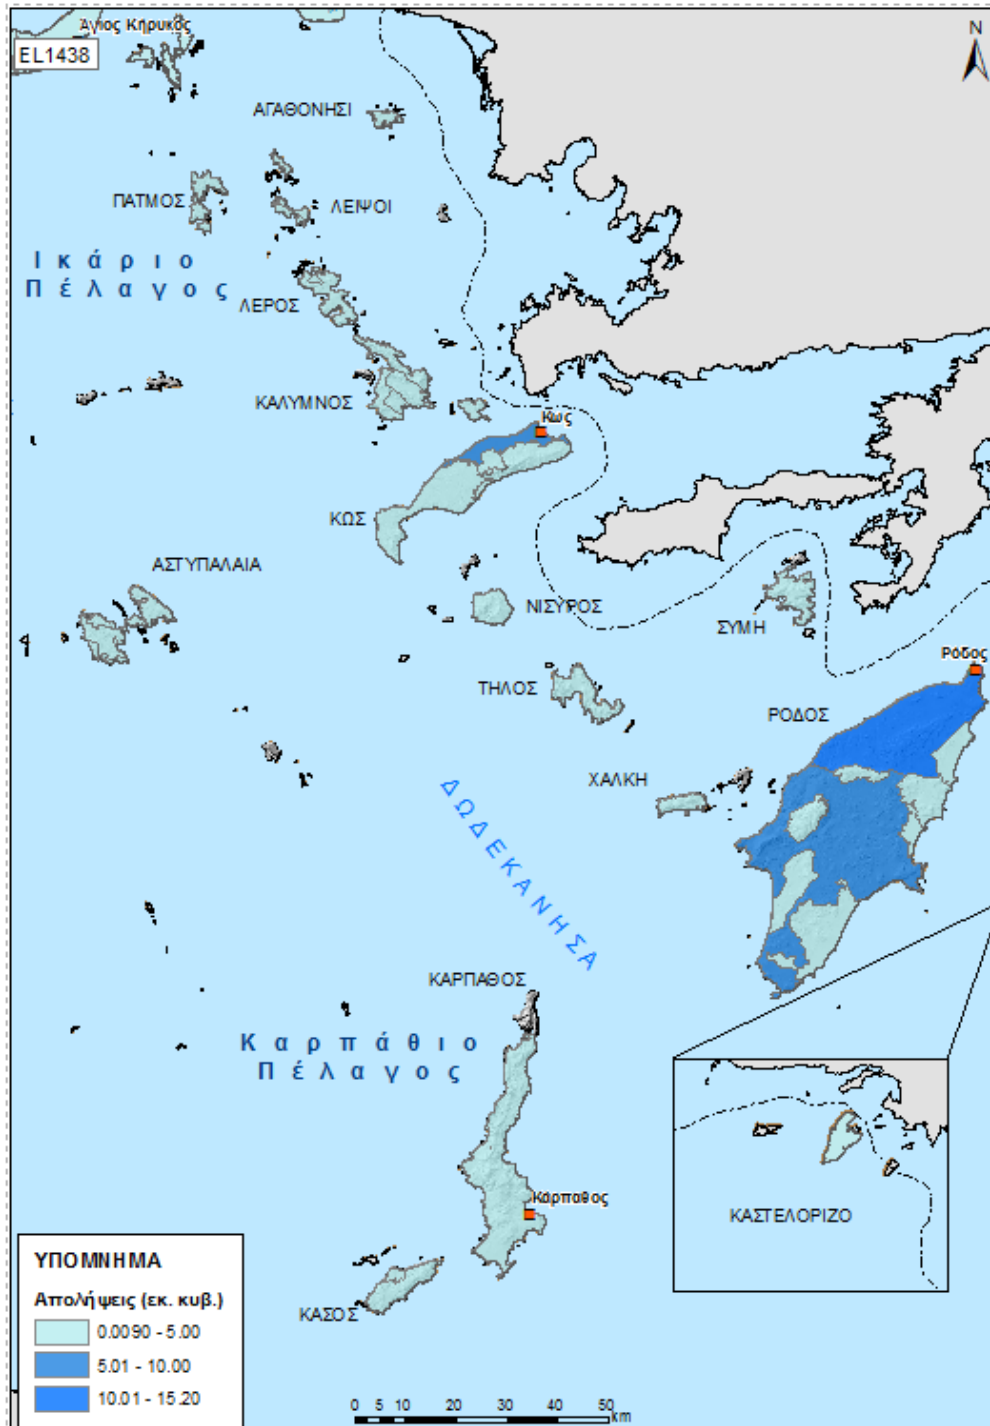 Άγιος Κήρυκος
EL1438
N
ΑΓΑΘΟΝΗΣΙ
ΠΑΤΜΟΣ
ΛΕΙΨΟΙ
Ικάριο
Πέλαγος
ΛΕΡΟΣ
ΚΑΛΥΜΝΟΣ
Κως
ΚΩΣ
ΑΣΤΥΠΑΛΑΙΑ
ΝΙΣΥΡΟΣ
ΣΥΜΗ
Ρόδος
ΤΗΛΟΣ
ΡΟΔΟΣ
ΧΑΛΚΗ
ΔΩΔΕΚΑΝΗΣΑ
ΚΑΡΠΑΘΟΣ
Καρπάθιο
Πέλαγος
Κάρπαθος
ΚΑΣΤΕΛΟΡΙΖΟ
ΚΑΣΟΣ
ΥΠΟΜΝΗΜΑ
Απολήψεις (εκ. κυβ.)
0.0090 - 5.00
5.01 - 10.00
10.01 - 15.20
0 5 10 20 30 40 50 km